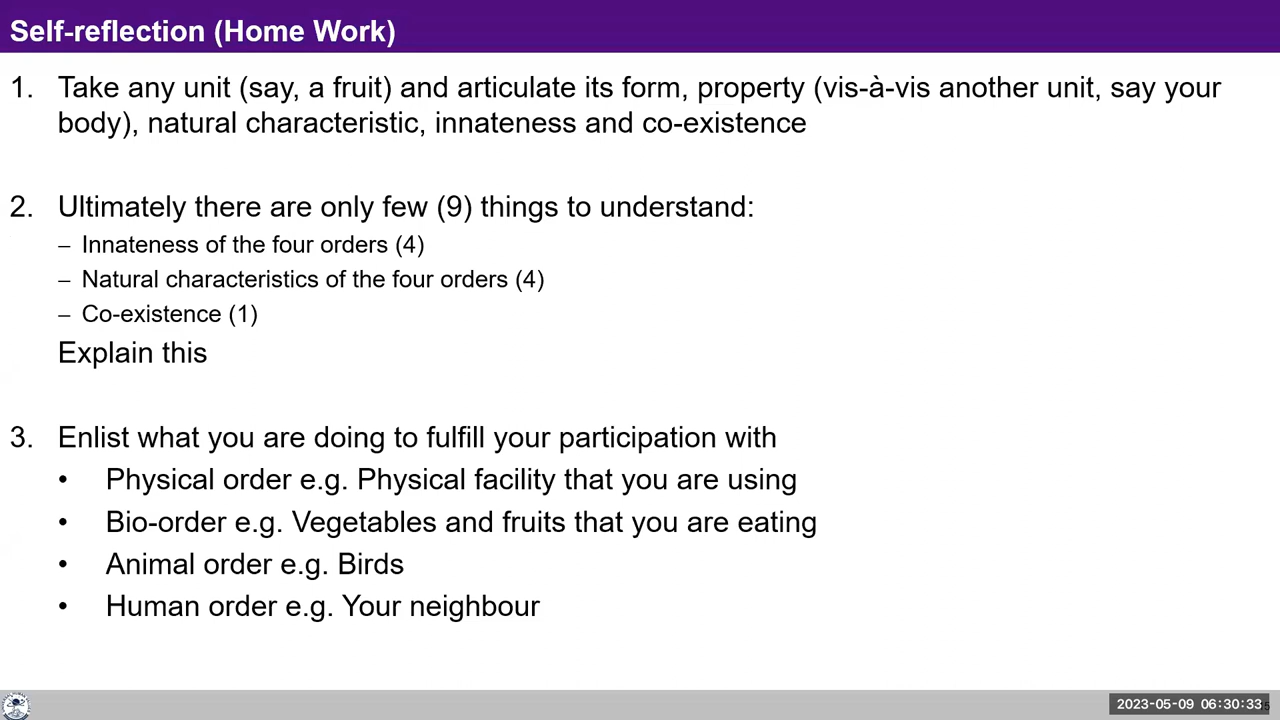 Self-reflection (Home Work)
1. Take any unit (say, a fruit) and articulate its form, property (vis-à-vis another unit, say your
body), natural characteristic, innateness and co-existence
2. Ultimately there are only few (9) things to understand:
– Innateness of the four orders (4)
– Natural characteristics of the four orders (4)
– Co-existence (1)
Explain this
3. Enlist what you are doing to fulfill your participation with
• Physical order e.g. Physical facility that you are using
• Bio-order e.g. Vegetables and fruits that you are eating
• Animal order e.g. Birds
• Human order e.g. Your neighbour
2023-05-09 06:30:33